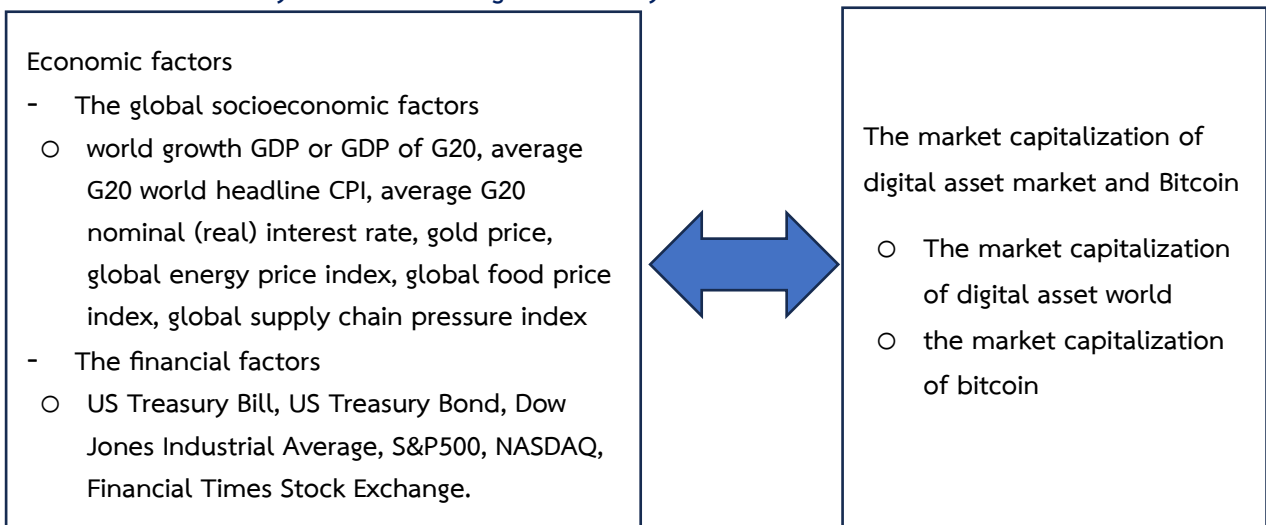 Economic factors
- The global socioeconomic factors
○ world growth GDP or GDP of G20, average
G20 world headline CPI, average G20
nominal (real) interest rate, gold price,
global energy price index, global food price
index, global supply chain pressure index
- The financial factors
○ US Treasury Bill, US Treasury Bond, Dow
Jones Industrial Average, S&P500, NASDAQ,
Financial Times Stock Exchange.
The market capitalization of
digital asset market and Bitcoin
○ The market capitalization
of digital asset world
○ the market capitalization
of bitcoin